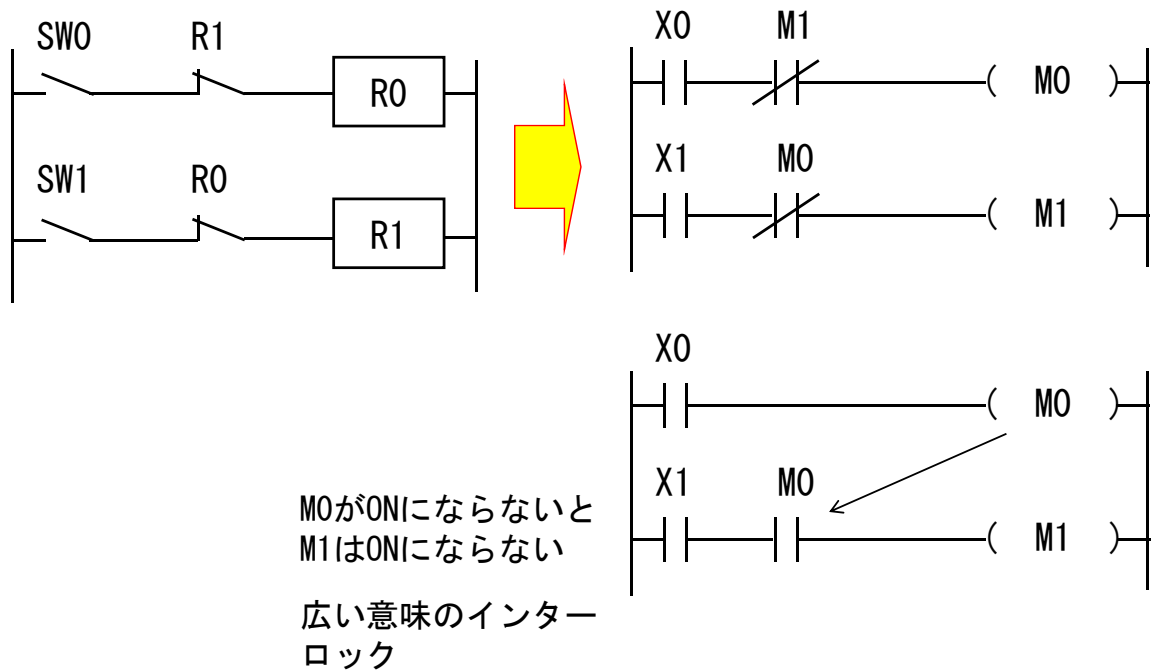 SW0 R1
R0
SW1 R0
R1
X0 M1
M0
X1 M0
M1
X0
M0
X1 M0
M1
M0がONにならないと
M1はONにならない
広い意味のインター
ロック